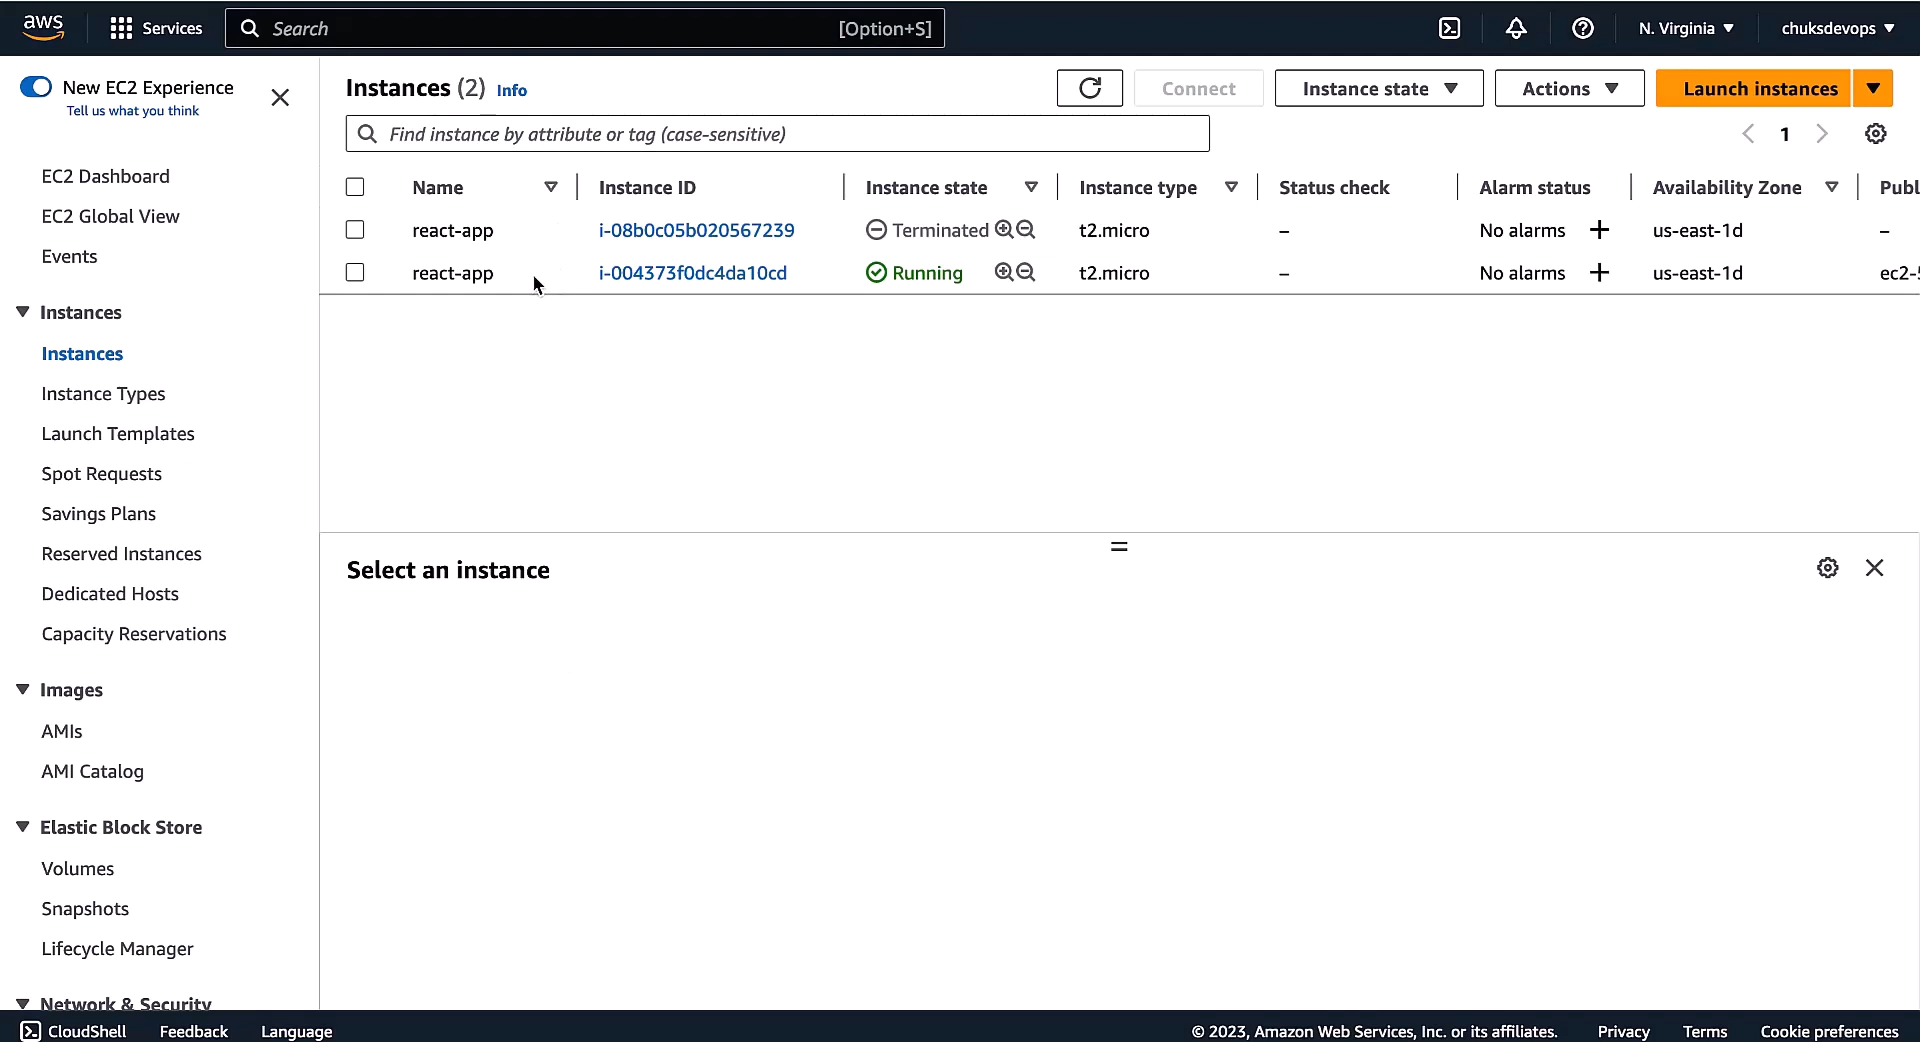 aws
Services
Search [Option+S]
N. Virginia
chuksdevops
New EC2 Experience
Tell us what you think
EC2 Dashboard
EC2 Global View
Events
Instances
Instances
Instance Types
Launch Templates
Spot Requests
Savings Plans
Reserved Instances
Dedicated Hosts
Capacity Reservations
Images
AMIs
AMI Catalog
Elastic Block Store
Volumes
Snapshots
Lifecycle Manager
Network & Security
Instances (2) Info
Connect
Instance state
Actions
Launch instances
Find instance by attribute or tag (case-sensitive)
1
Name Instance ID Instance state Instance type Status check Alarm status Availability Zone Publ
react-app i-08b0c05b020567239 Terminated t2.micro – No alarms + us-east-1d –
react-app i-004373f0dc4da10cd Running t2.micro – No alarms + us-east-1d ec2-5
Select an instance
CloudShell Feedback Language © 2023, Amazon Web Services, Inc. or its affiliates. Privacy Terms Cookie preferences